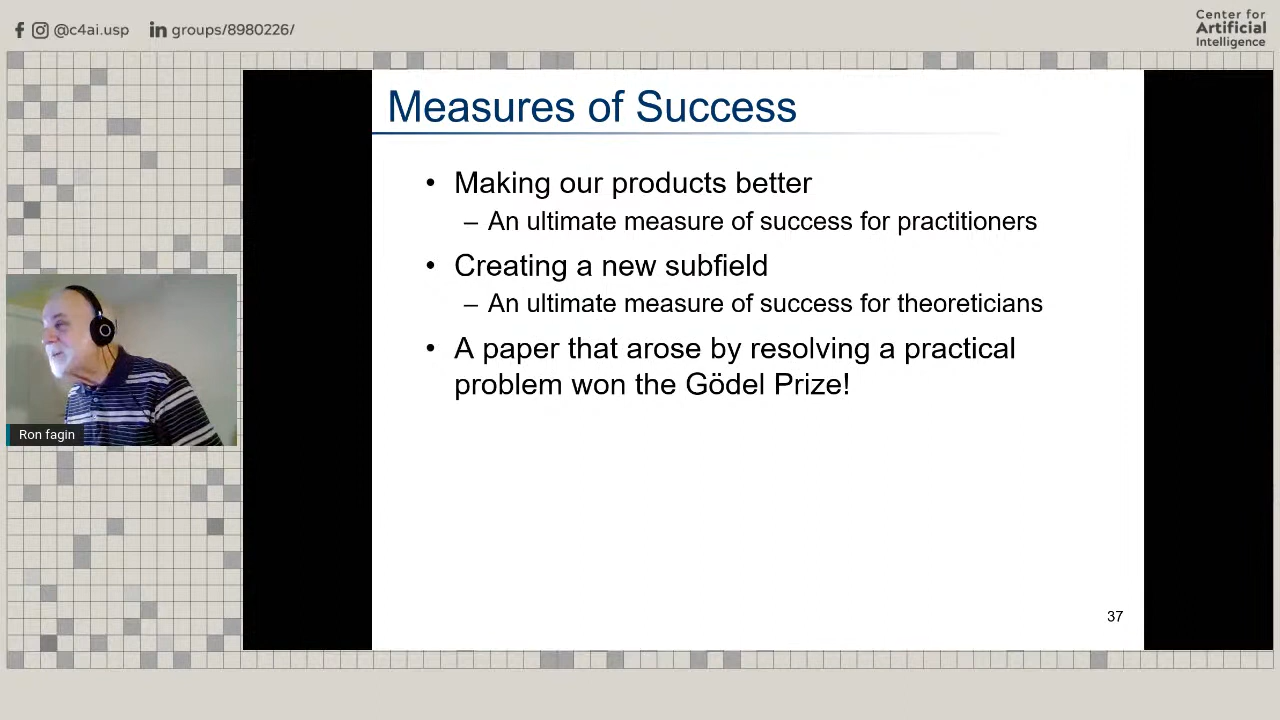 @c4ai.usp in groups/8980226/
Center for
Artificial
Intelligence
Measures of Success
• Making our products better
– An ultimate measure of success for practitioners
• Creating a new subfield
– An ultimate measure of success for theoreticians
• A paper that arose by resolving a practical
problem won the Gödel Prize!
Ron fagin
37